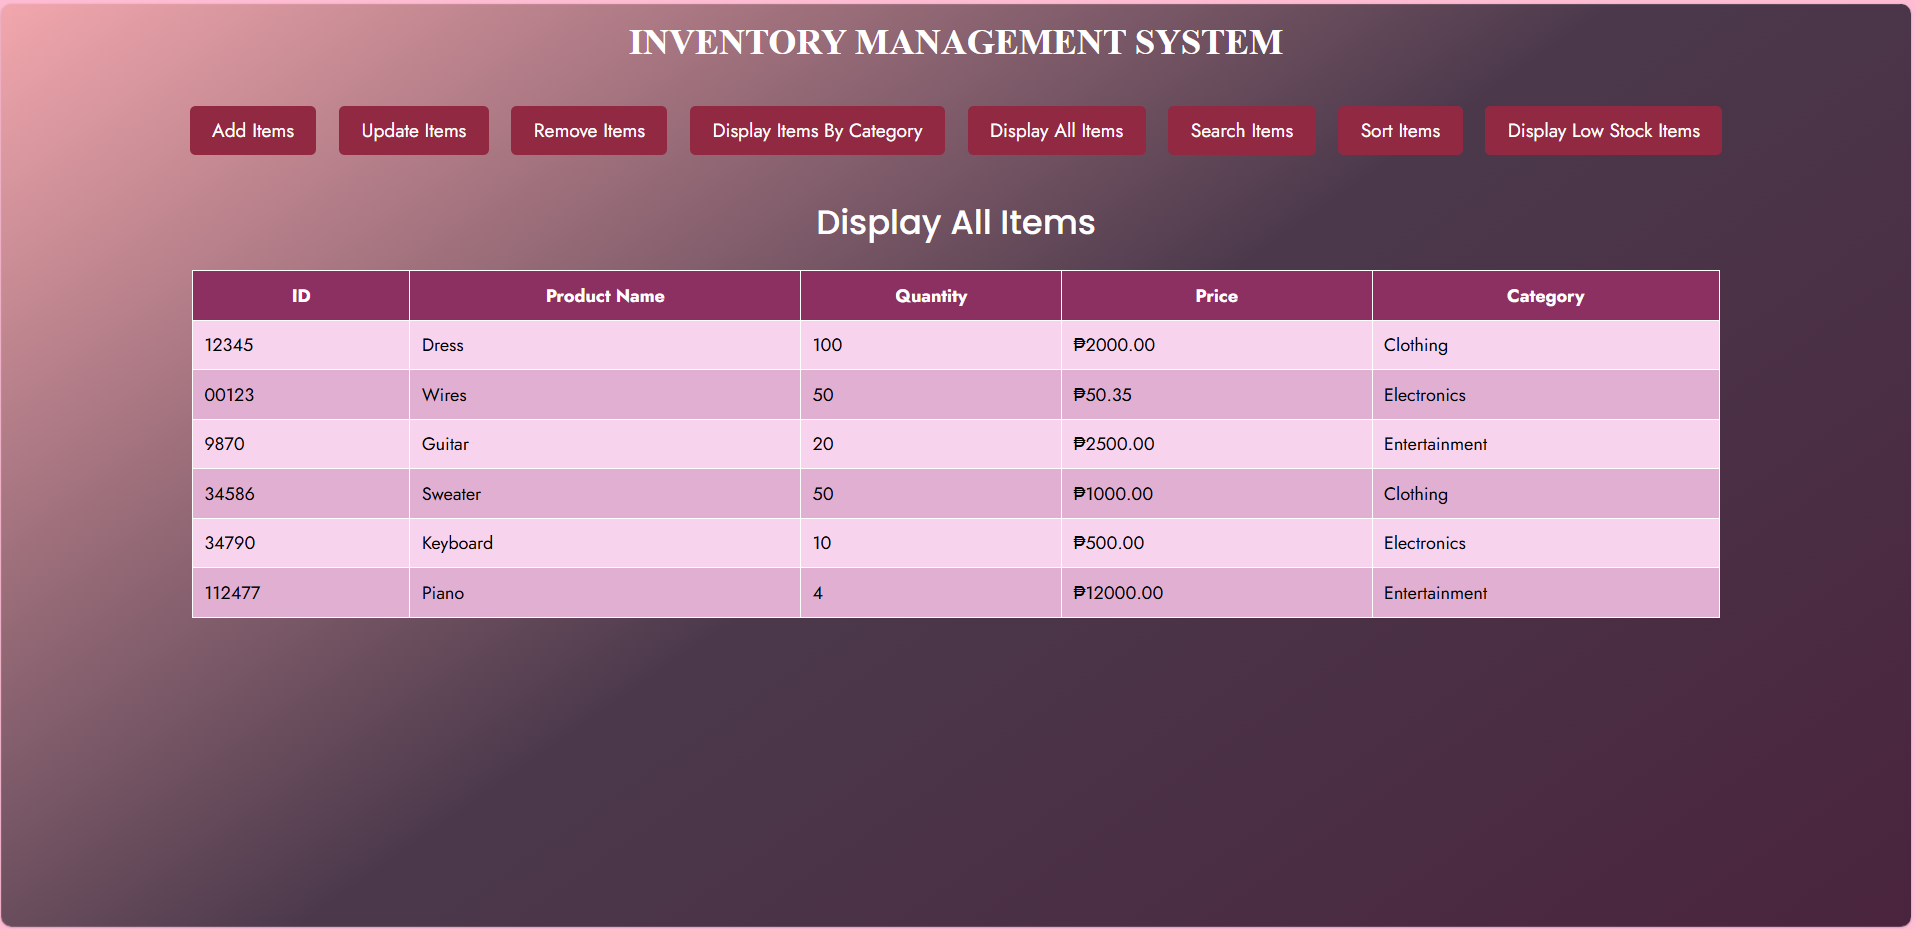 INVENTORY MANAGEMENT SYSTEM
Add Items Update Items Remove Items Display Items By Category Display All Items Search Items Sort Items Display Low Stock Items
Display All Items
ID Product Name Quantity Price Category
12345 Dress 100 ₱2000.00 Clothing
00123 Wires 50 ₱50.35 Electronics
9870 Guitar 20 ₱2500.00 Entertainment
34586 Sweater 50 ₱1000.00 Clothing
34790 Keyboard 10 ₱500.00 Electronics
112477 Piano 4 ₱12000.00 Entertainment